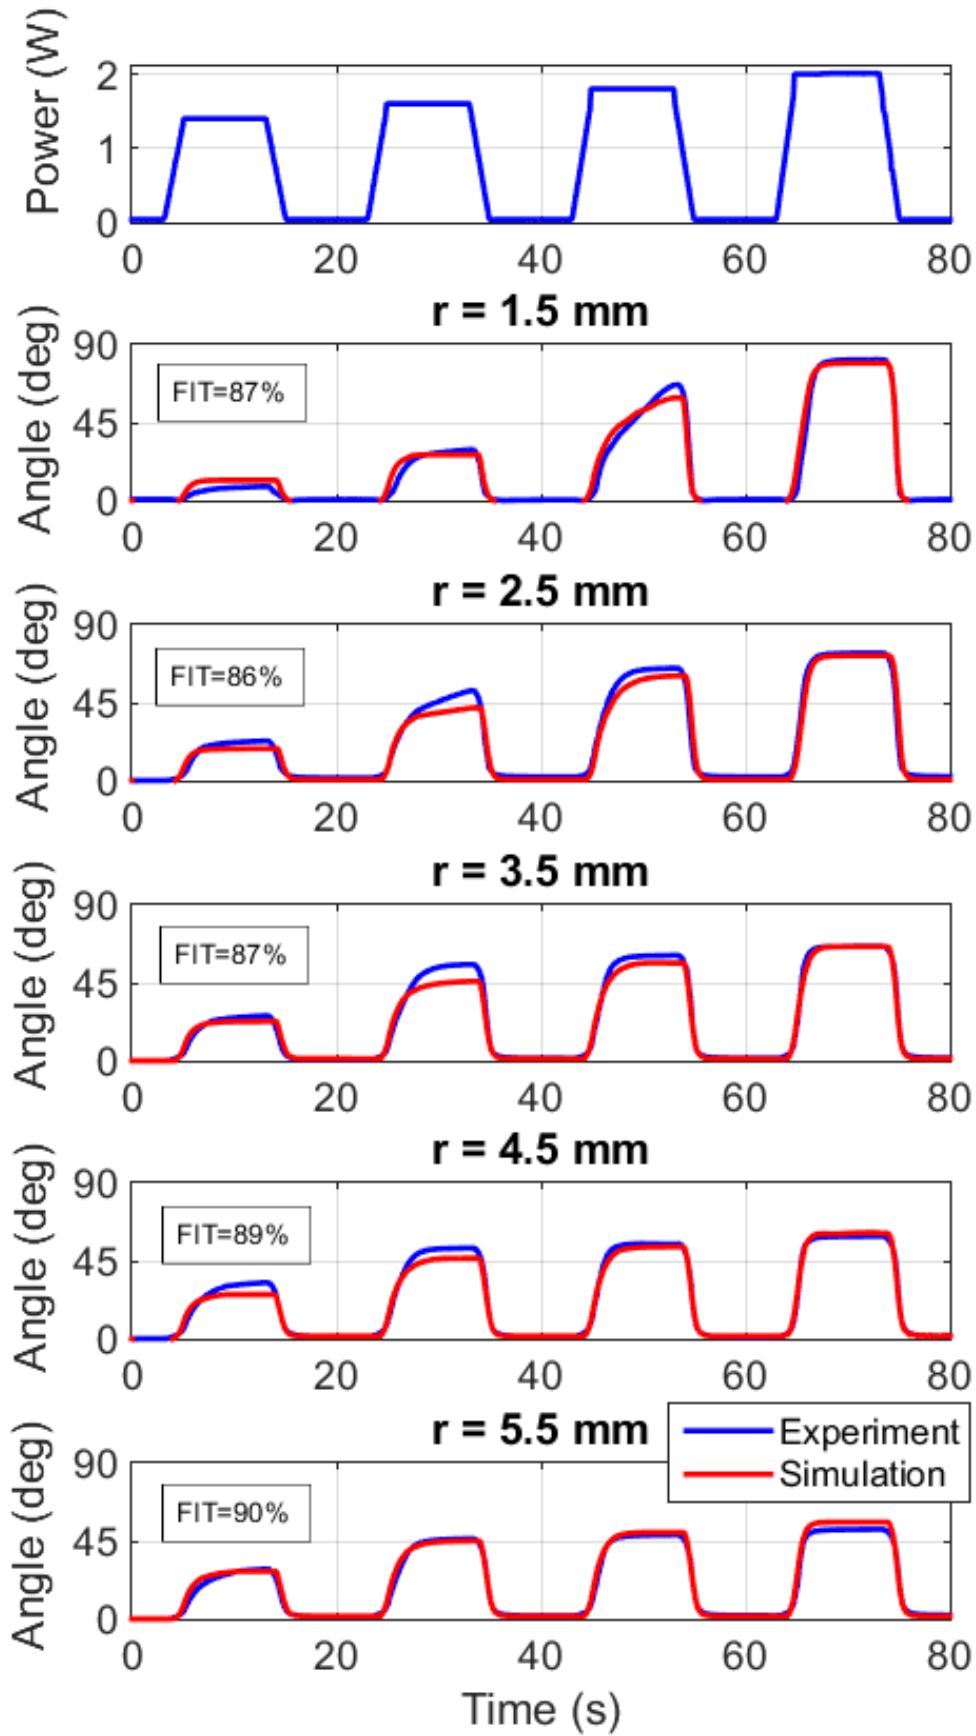 Power (W)
2
1
0
0 20 40 60 80
r = 1.5 mm
Angle (deg)
90
45
0
FIT=87%
0 20 40 60 80
r = 2.5 mm
Angle (deg)
90
45
0
FIT=86%
0 20 40 60 80
r = 3.5 mm
Angle (deg)
90
45
0
FIT=87%
0 20 40 60 80
r = 4.5 mm
Angle (deg)
90
45
0
FIT=89%
0 20 40 60 80
r = 5.5 mm
Experiment
Simulation
Angle (deg)
90
45
0
FIT=90%
0 20 40 60 80
Time (s)